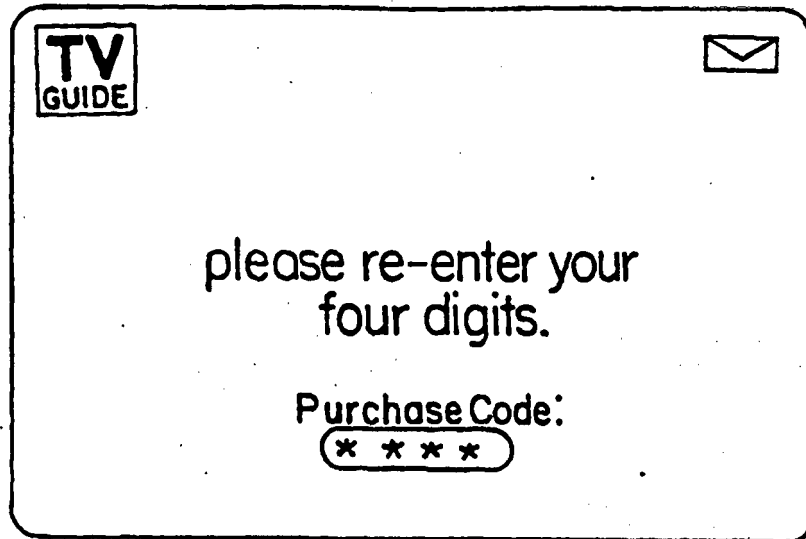 TV
GUIDE
please re-enter your
four digits.
Purchase Code:
* * * *